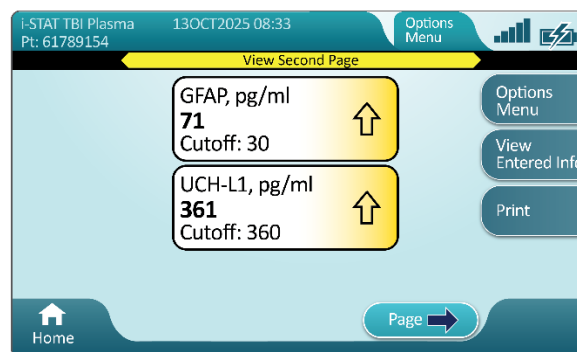 i-STAT TBI Plasma 13OCT2025 08:33 Options
Pt: 61789154 Menu
View Second Page
GFAP, pg/ml
71
Cutoff: 30
UCH-L1, pg/ml
361
Cutoff: 360
Options
Menu
View
Entered Info
Print
Page
Home